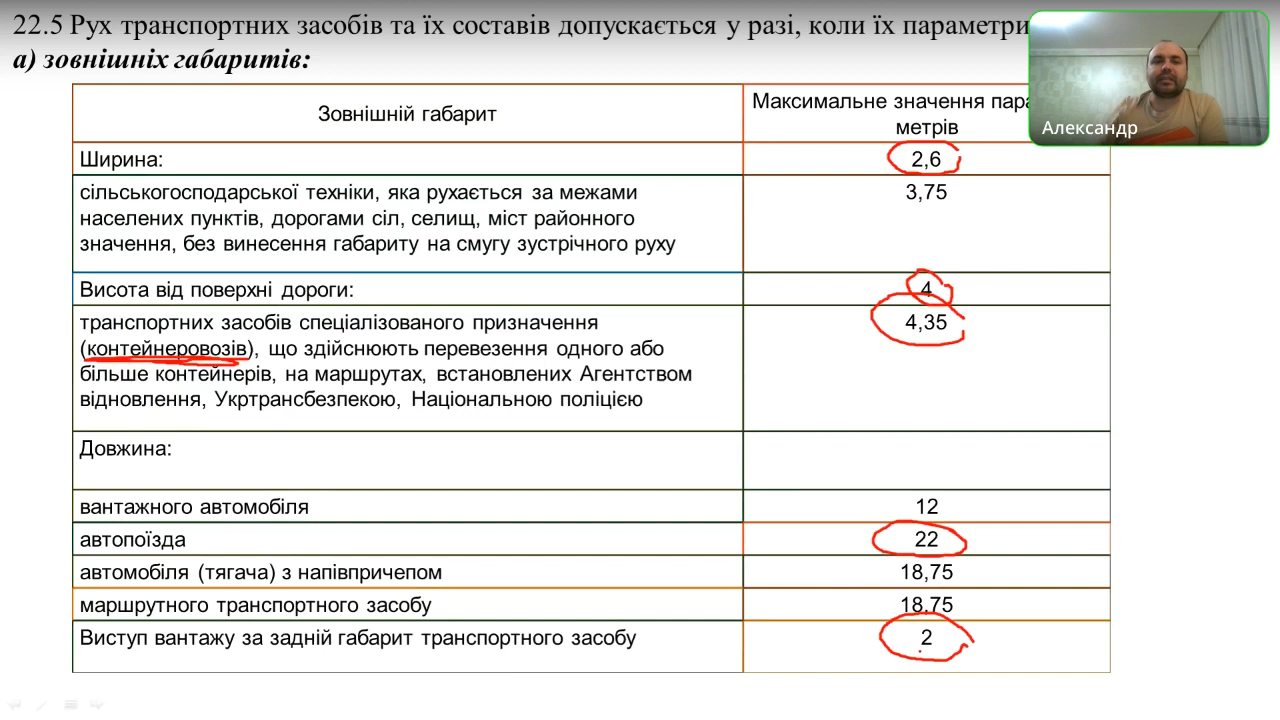 22.5 Рух транспортних засобів та їх составів допускається у разі, коли їх параметри
а) зовнішніх габаритів:
Зовнішній габарит
Максимальне значення пара
метрів
Александр
Ширина:
2,6
сільськогосподарської техніки, яка рухається за межами
населених пунктів, дорогами сіл, селищ, міст районного
значення, без винесення габариту на смугу зустрічного руху
3,75
Висота від поверхні дороги:
4
транспортних засобів спеціалізованого призначення
(контейнеровозів), що здійснюють перевезення одного або
більше контейнерів, на маршрутах, встановлених Агентством
відновлення, Укртрансбезпекою, Національною поліцією
4,35
Довжина:
вантажного автомобіля
12
автопоїзда
22
автомобіля (тягача) з напівпричепом
18,75
маршрутного транспортного засобу
18,75
Виступ вантажу за задній габарит транспортного засобу
2